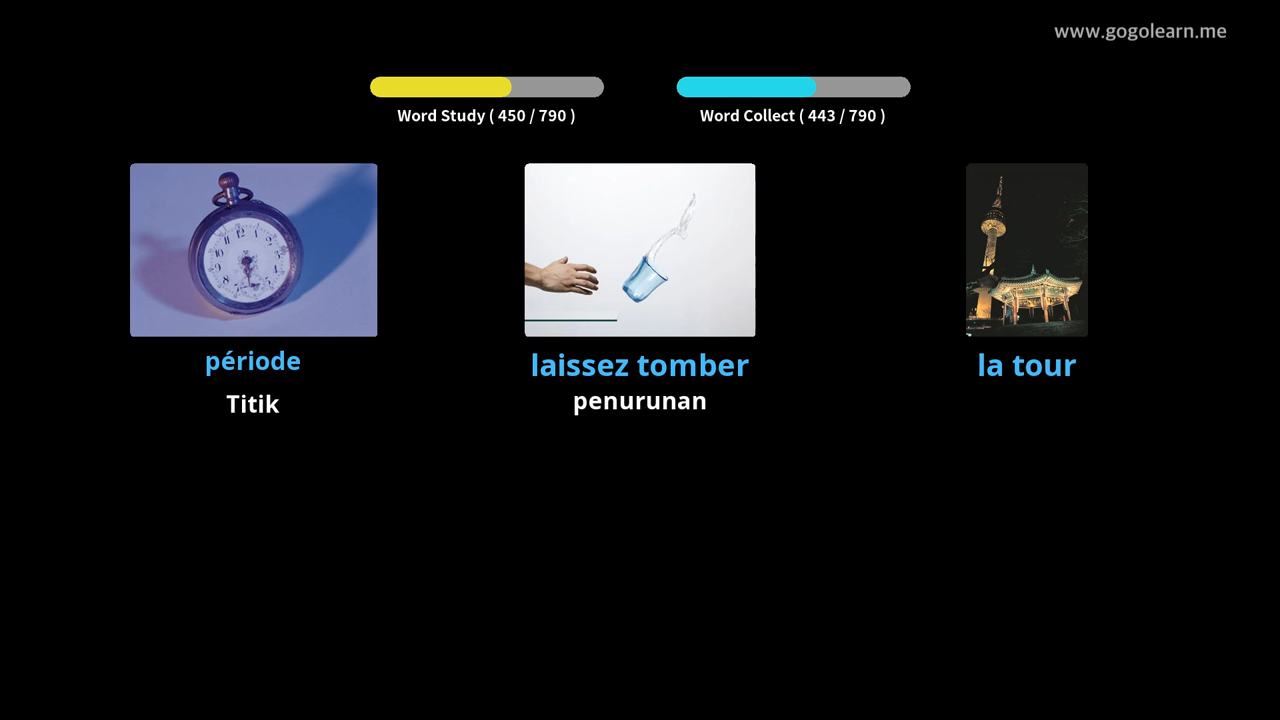 www.gogolearn.me
Word Study ( 450 / 790 )
Word Collect ( 443 / 790 )
période
Titik
laissez tomber
penurunan
la tour